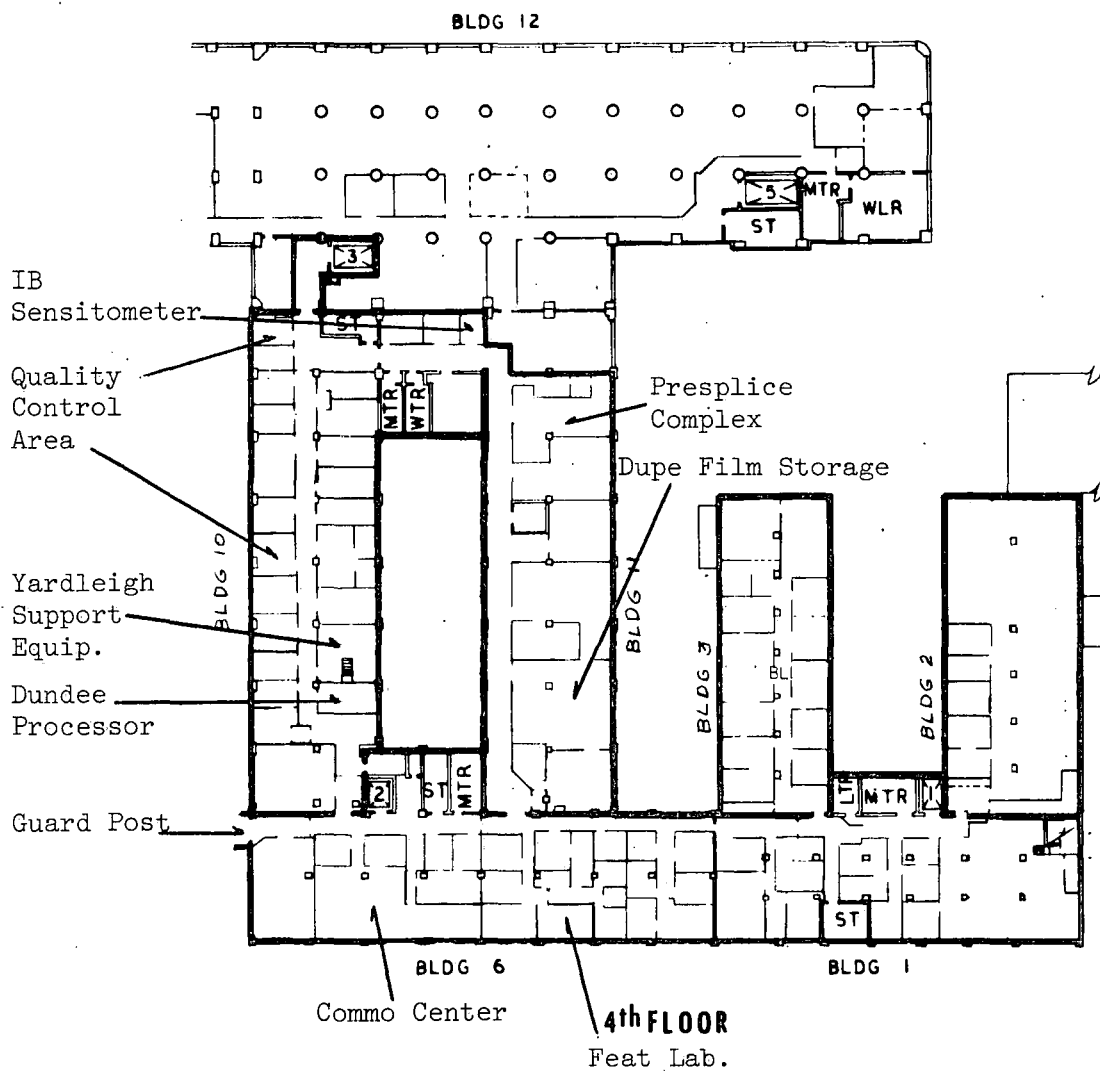 BLDG 12
5
MTR
WLR
ST
3
IB
Sensitometer
ST
Quality
Control
Area
MTR
WTR
Presplice
Complex
Dupe Film Storage
BLDG 10
BLDG 11
BLDG 3
BL
BLDG 2
Yardleigh
Support
Equip.
Dundee
Processor
2
ST
MTR
LTR
MTR
1
Guard Post
ST
BLDG 6
BLDG 1
Commo Center
4th FLOOR
Feat Lab.